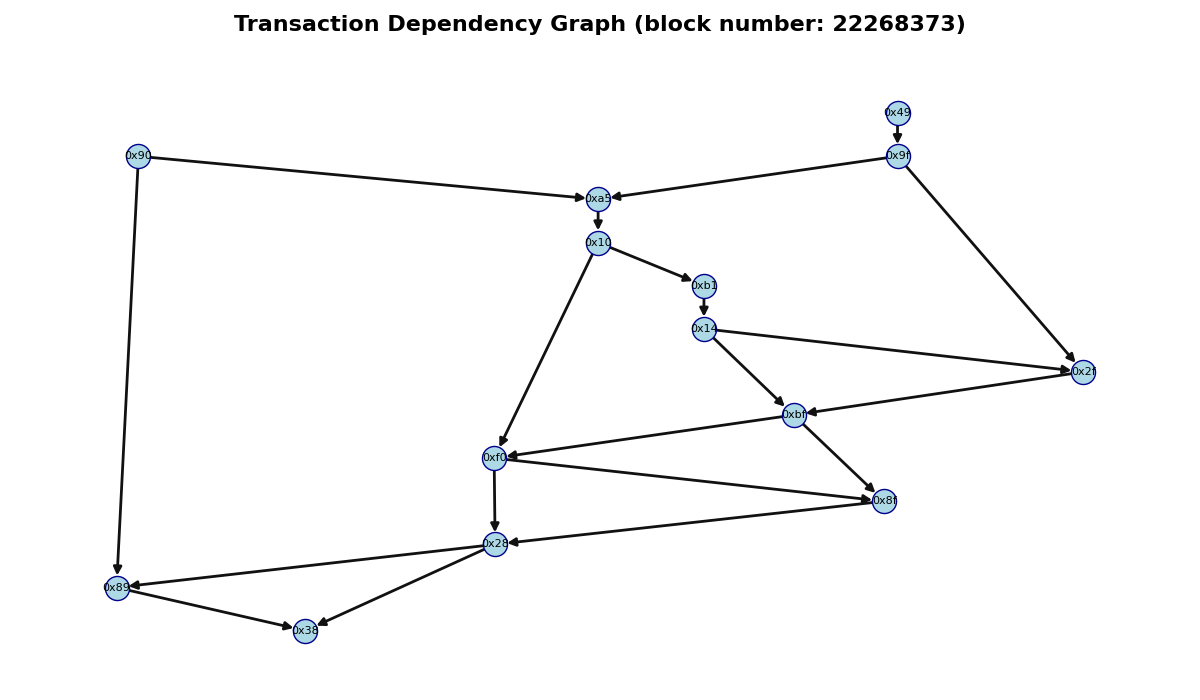 Transaction Dependency Graph (block number: 22268373)
0x49
0x90
0x9f
0xa5
0x10
0xb1
0x14
0x2f
0xbf
0xf0
0x8f
0x28
0x89
0x38